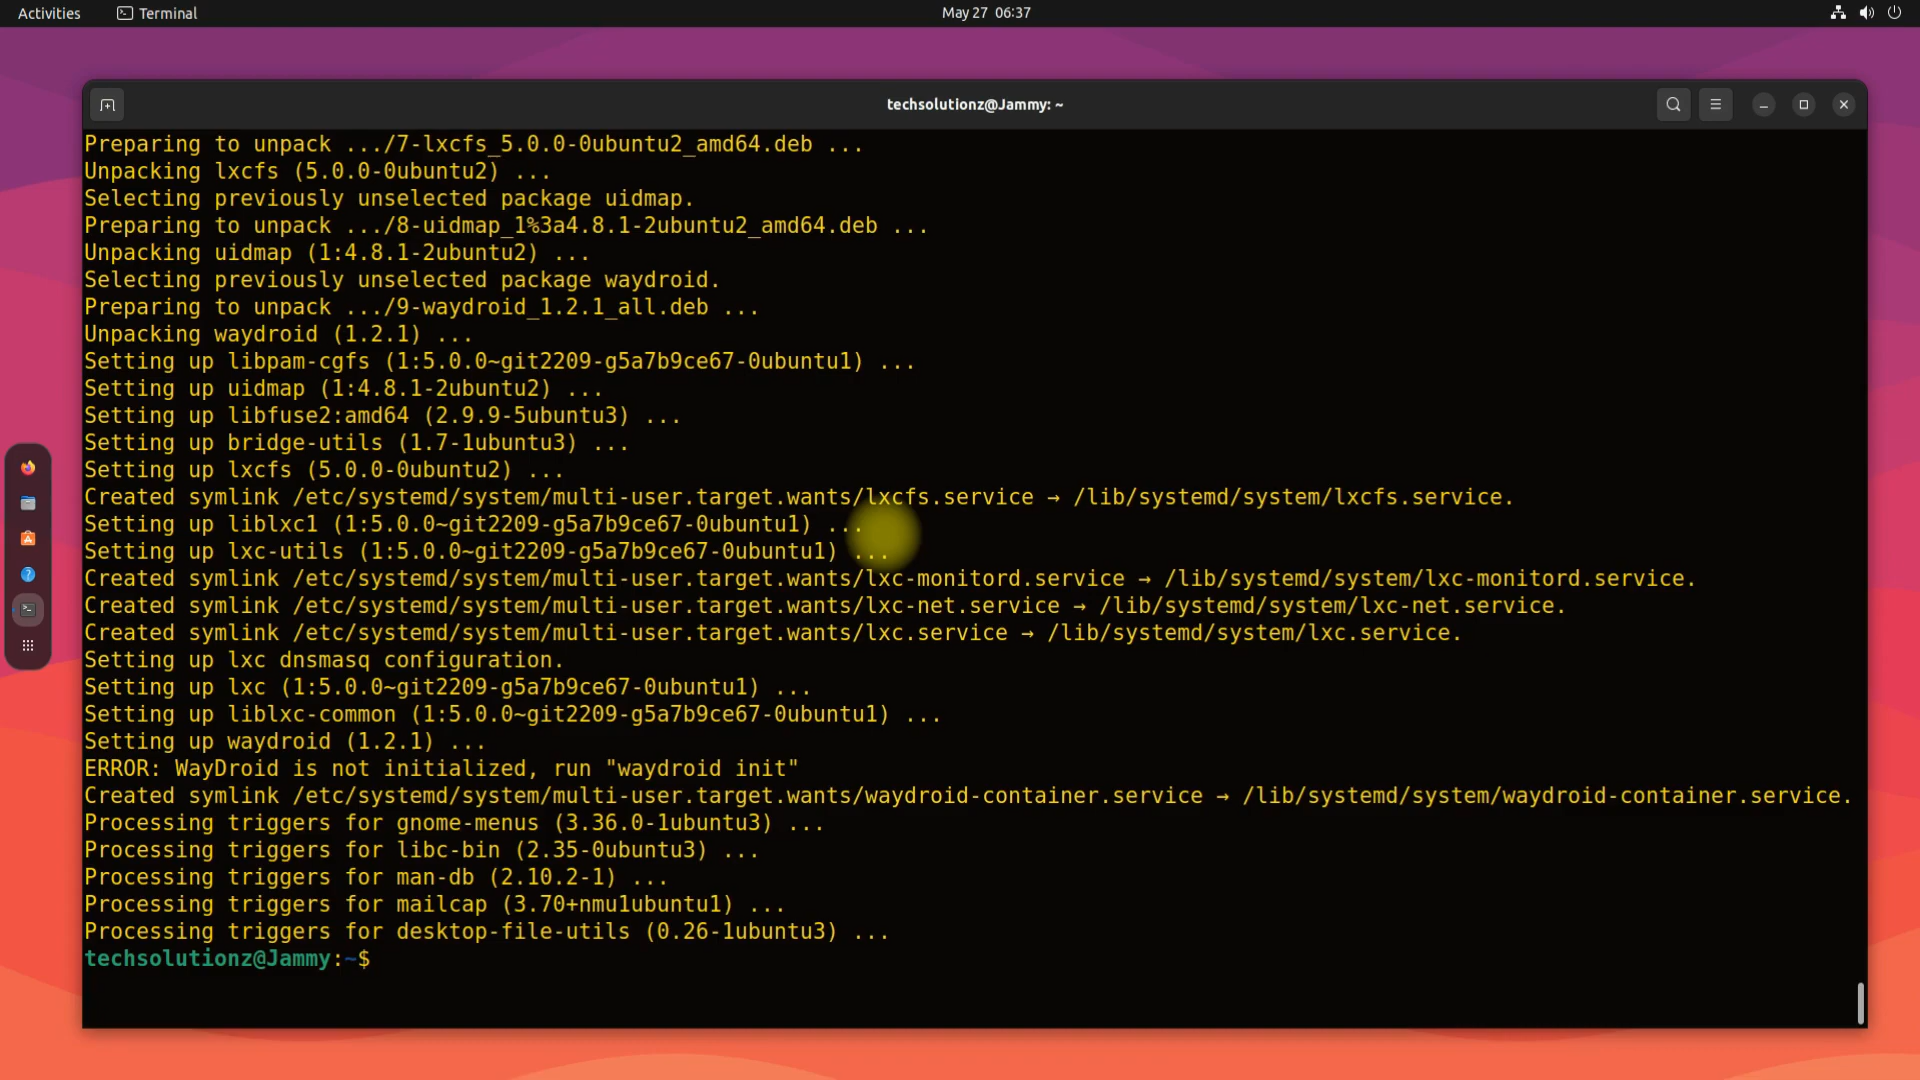 Activities
Terminal
May 27 06:37
techsolutionz@Jammy: ~
Preparing to unpack .../7-lxcfs_5.0.0-0ubuntu2_amd64.deb ...
Unpacking lxcfs (5.0.0-0ubuntu2) ...
Selecting previously unselected package uidmap.
Preparing to unpack .../8-uidmap_1%3a4.8.1-2ubuntu2_amd64.deb ...
Unpacking uidmap (1:4.8.1-2ubuntu2) ...
Selecting previously unselected package waydroid.
Preparing to unpack .../9-waydroid_1.2.1_all.deb ...
Unpacking waydroid (1.2.1) ...
Setting up libpam-cgfs (1:5.0.0~git2209-g5a7b9ce67-0ubuntu1) ...
Setting up uidmap (1:4.8.1-2ubuntu2) ...
Setting up libfuse2:amd64 (2.9.9-5ubuntu3) ...
Setting up bridge-utils (1.7-1ubuntu3) ...
Setting up lxcfs (5.0.0-0ubuntu2) ...
Created symlink /etc/systemd/system/multi-user.target.wants/lxcfs.service → /lib/systemd/system/lxcfs.service.
Setting up liblxc1 (1:5.0.0~git2209-g5a7b9ce67-0ubuntu1) ...
Setting up lxc-utils (1:5.0.0~git2209-g5a7b9ce67-0ubuntu1) ...
Created symlink /etc/systemd/system/multi-user.target.wants/lxc-monitord.service → /lib/systemd/system/lxc-monitord.service.
Created symlink /etc/systemd/system/multi-user.target.wants/lxc-net.service → /lib/systemd/system/lxc-net.service.
Created symlink /etc/systemd/system/multi-user.target.wants/lxc.service → /lib/systemd/system/lxc.service.
Setting up lxc dnsmasq configuration.
Setting up lxc (1:5.0.0~git2209-g5a7b9ce67-0ubuntu1) ...
Setting up liblxc-common (1:5.0.0~git2209-g5a7b9ce67-0ubuntu1) ...
Setting up waydroid (1.2.1) ...
ERROR: WayDroid is not initialized, run "waydroid init"
Created symlink /etc/systemd/system/multi-user.target.wants/waydroid-container.service → /lib/systemd/system/waydroid-container.service.
Processing triggers for gnome-menus (3.36.0-1ubuntu3) ...
Processing triggers for libc-bin (2.35-0ubuntu3) ...
Processing triggers for man-db (2.10.2-1) ...
Processing triggers for mailcap (3.70+nmu1ubuntu1) ...
Processing triggers for desktop-file-utils (0.26-1ubuntu3) ...
techsolutionz@Jammy:~$